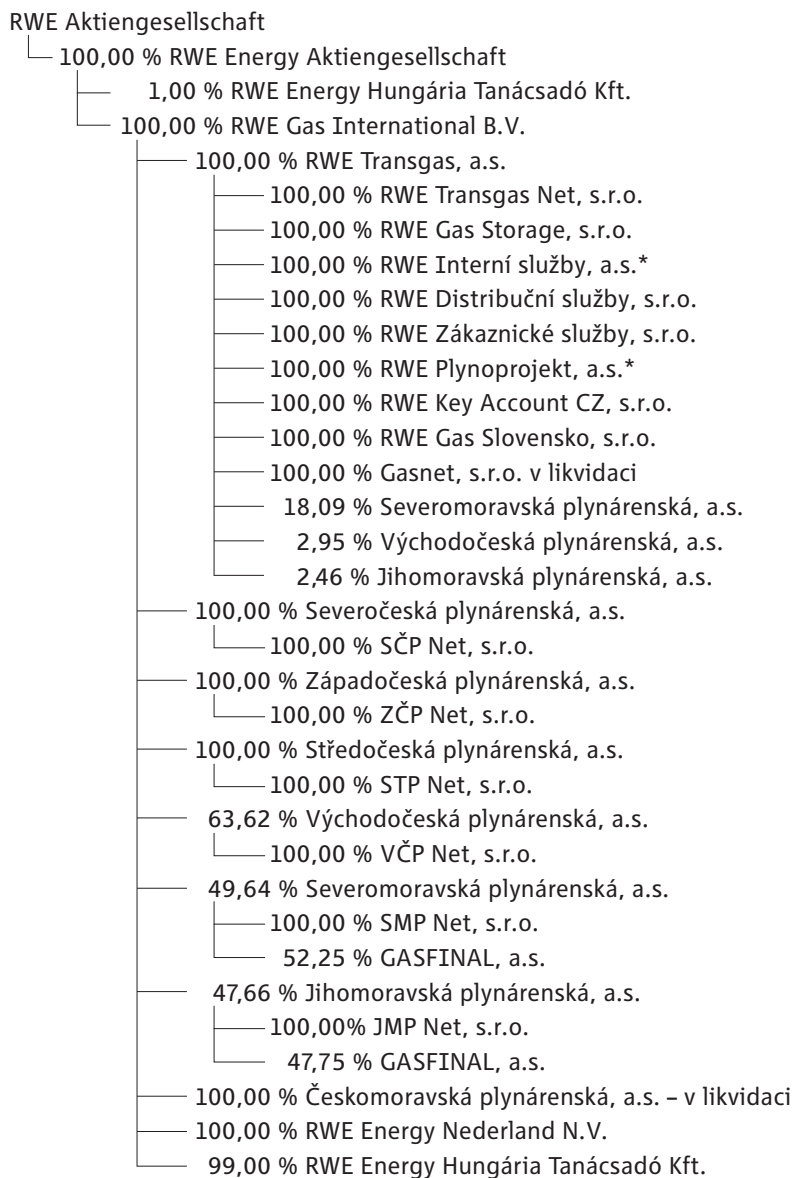 RWE Aktiengesellschaft
100,00 % RWE Energy Aktiengesellschaft
1,00 % RWE Energy Hungária Tanácsadó Kft.
100,00 % RWE Gas International B.V.
100,00 % RWE Transgas, a.s.
100,00 % RWE Transgas Net, s.r.o.
100,00 % RWE Gas Storage, s.r.o.
100,00 % RWE Interní služby, a.s.*
100,00 % RWE Distribuční služby, s.r.o.
100,00 % RWE Zákaznické služby, s.r.o.
100,00 % RWE Plynoprojekt, a.s.*
100,00 % RWE Key Account CZ, s.r.o.
100,00 % RWE Gas Slovensko, s.r.o.
100,00 % Gasnet, s.r.o. v likvidaci
18,09 % Severomoravská plynárenská, a.s.
2,95 % Východočeská plynárenská, a.s.
2,46 % Jihomoravská plynárenská, a.s.
100,00 % Severočeská plynárenská, a.s.
100,00 % SČP Net, s.r.o.
100,00 % Západočeská plynárenská, a.s.
100,00 % ZČP Net, s.r.o.
100,00 % Středočeská plynárenská, a.s.
100,00 % STP Net, s.r.o.
63,62 % Východočeská plynárenská, a.s.
100,00 % VČP Net, s.r.o.
49,64 % Severomoravská plynárenská, a.s.
100,00 % SMP Net, s.r.o.
52,25 % GASFINAL, a.s.
47,66 % Jihomoravská plynárenská, a.s.
100,00% JMP Net, s.r.o.
47,75 % GASFINAL, a.s.
100,00 % Českomoravská plynárenská, a.s. – v likvidaci
100,00 % RWE Energy Nederland N.V.
99,00 % RWE Energy Hungária Tanácsadó Kft.